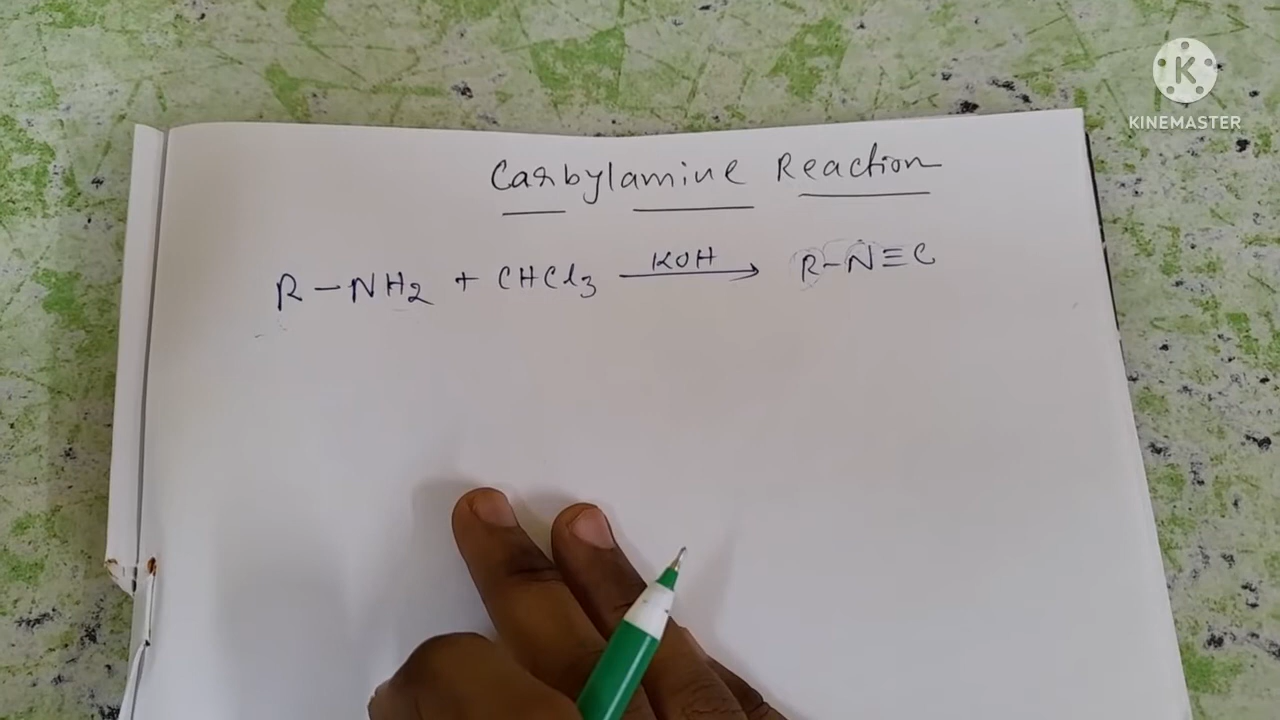 Carbylamine Reaction
R-NH2 + CHCl3 KOH → R-N≡C
K
KINEMASTER